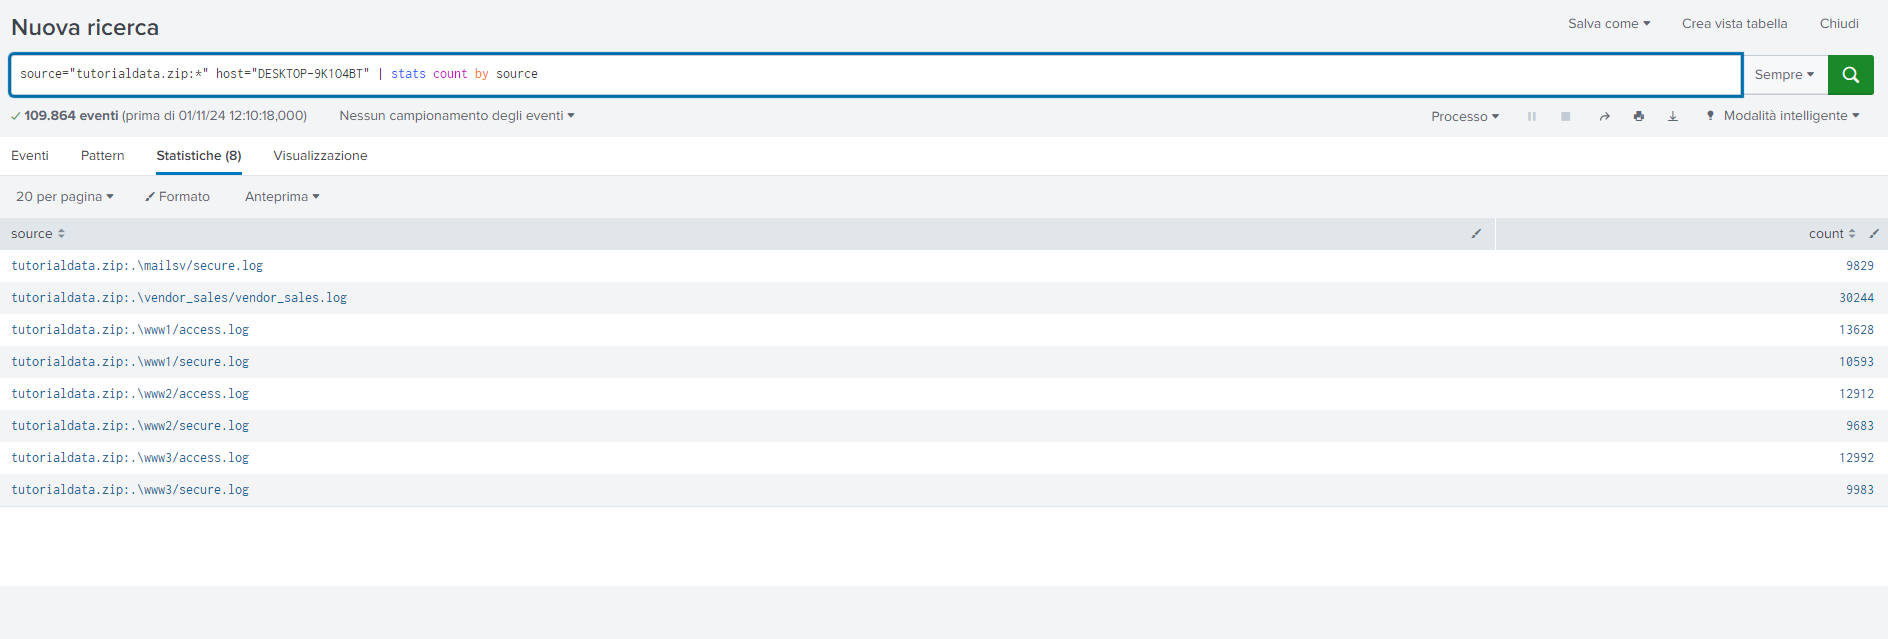 Nuova ricerca
Salva come Crea vista tabella Chiudi
source="tutorialdata.zip:*" host="DESKTOP-9K1O4BT" | stats count by source
Sempre
109.864 eventi (prima di 01/11/24 12:10:18,000) Nessun campionamento degli eventi
Processo Modalità intelligente
Eventi Pattern Statistiche (8) Visualizzazione
20 per pagina Formato Anteprima
source count
tutorialdata.zip:.\mailsv/secure.log 9829
tutorialdata.zip:.\vendor_sales/vendor_sales.log 30244
tutorialdata.zip:.\www1/access.log 13628
tutorialdata.zip:.\www1/secure.log 10593
tutorialdata.zip:.\www2/access.log 12912
tutorialdata.zip:.\www2/secure.log 9683
tutorialdata.zip:.\www3/access.log 12992
tutorialdata.zip:.\www3/secure.log 9983